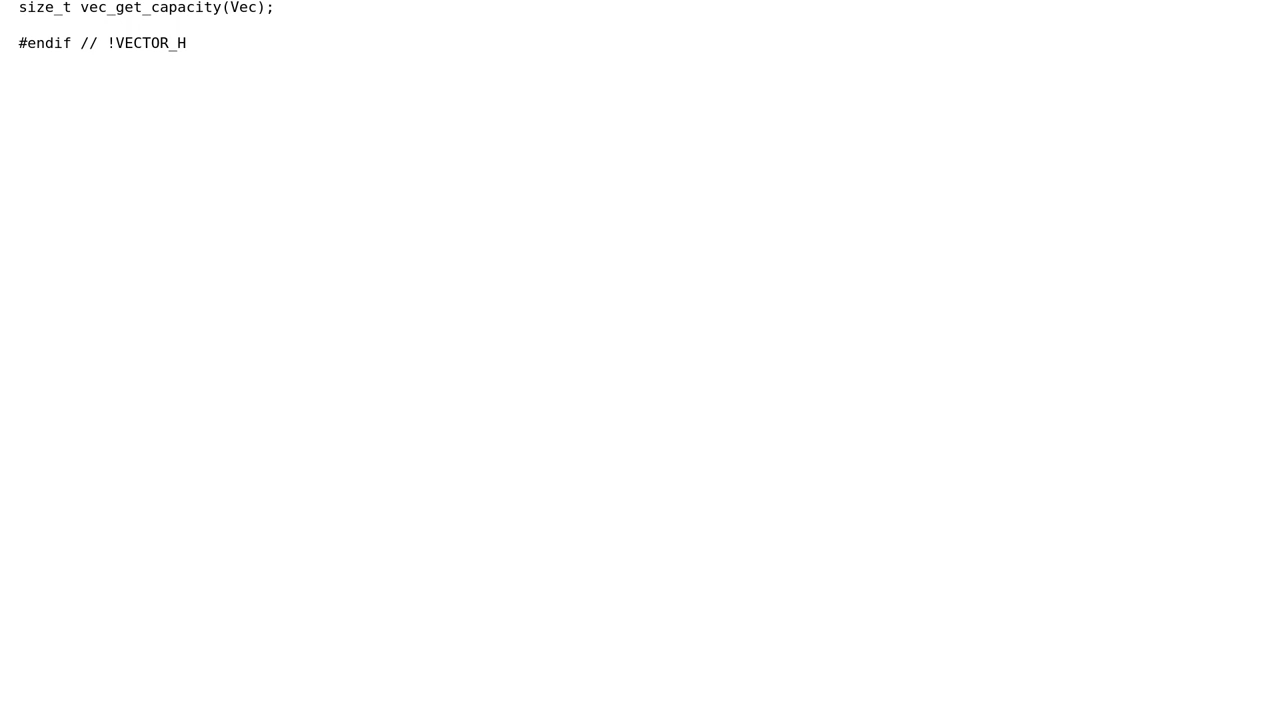 size_t vec_get_capacity(Vec);
#endif // !VECTOR_H